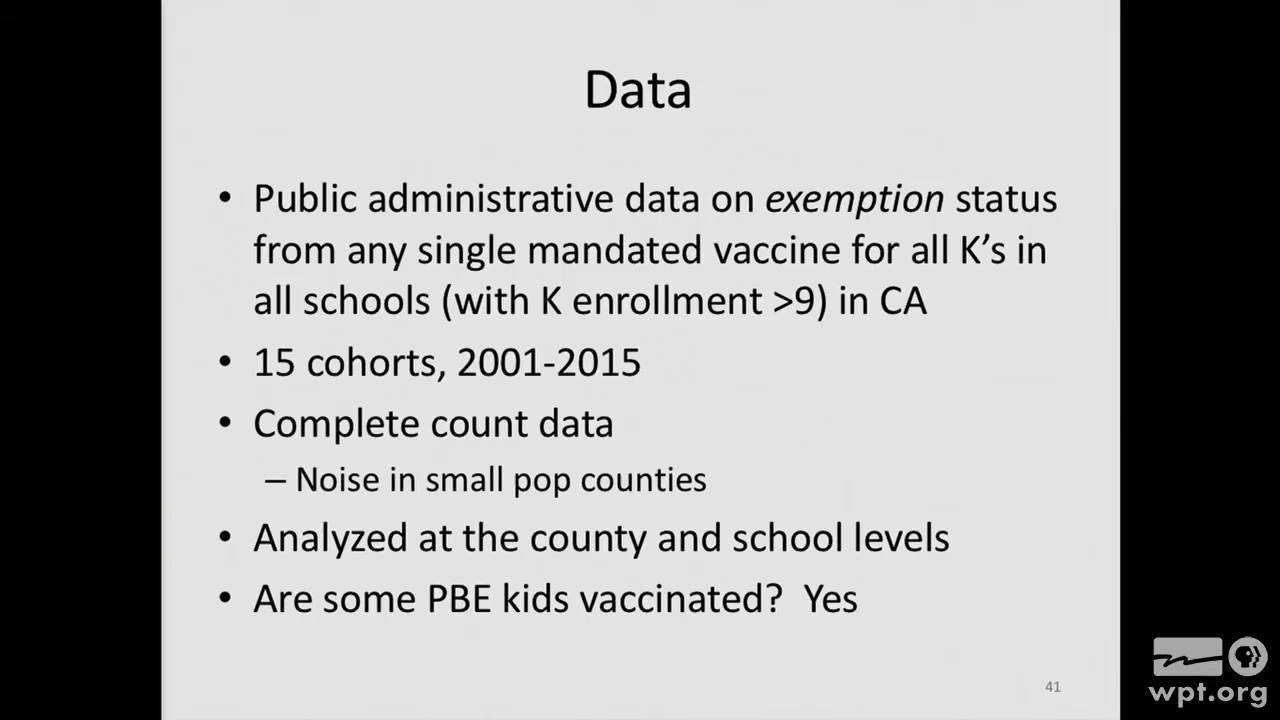 Data
• Public administrative data on exemption status
from any single mandated vaccine for all K’s in
all schools (with K enrollment >9) in CA
• 15 cohorts, 2001-2015
• Complete count data
– Noise in small pop counties
• Analyzed at the county and school levels
• Are some PBE kids vaccinated?  Yes
41
wpt.org